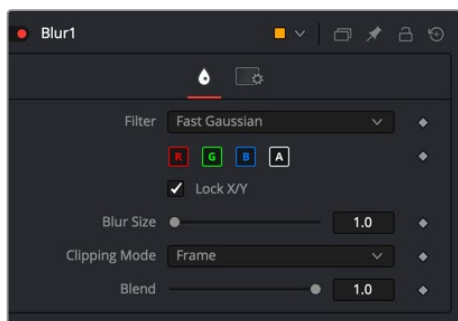 Blur1
Filter Fast Gaussian
R G B A
Lock X/Y
Blur Size 1.0
Clipping Mode Frame
Blend 1.0